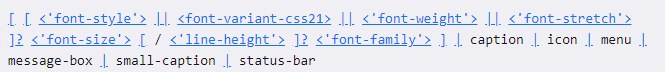 [ [ <'font-style'> || <font-variant-css21> || <'font-weight'> || <'font-stretch'>
]? <'font-size'> [ / <'line-height'> ]? <'font-family'> ] | caption | icon | menu |
message-box | small-caption | status-bar